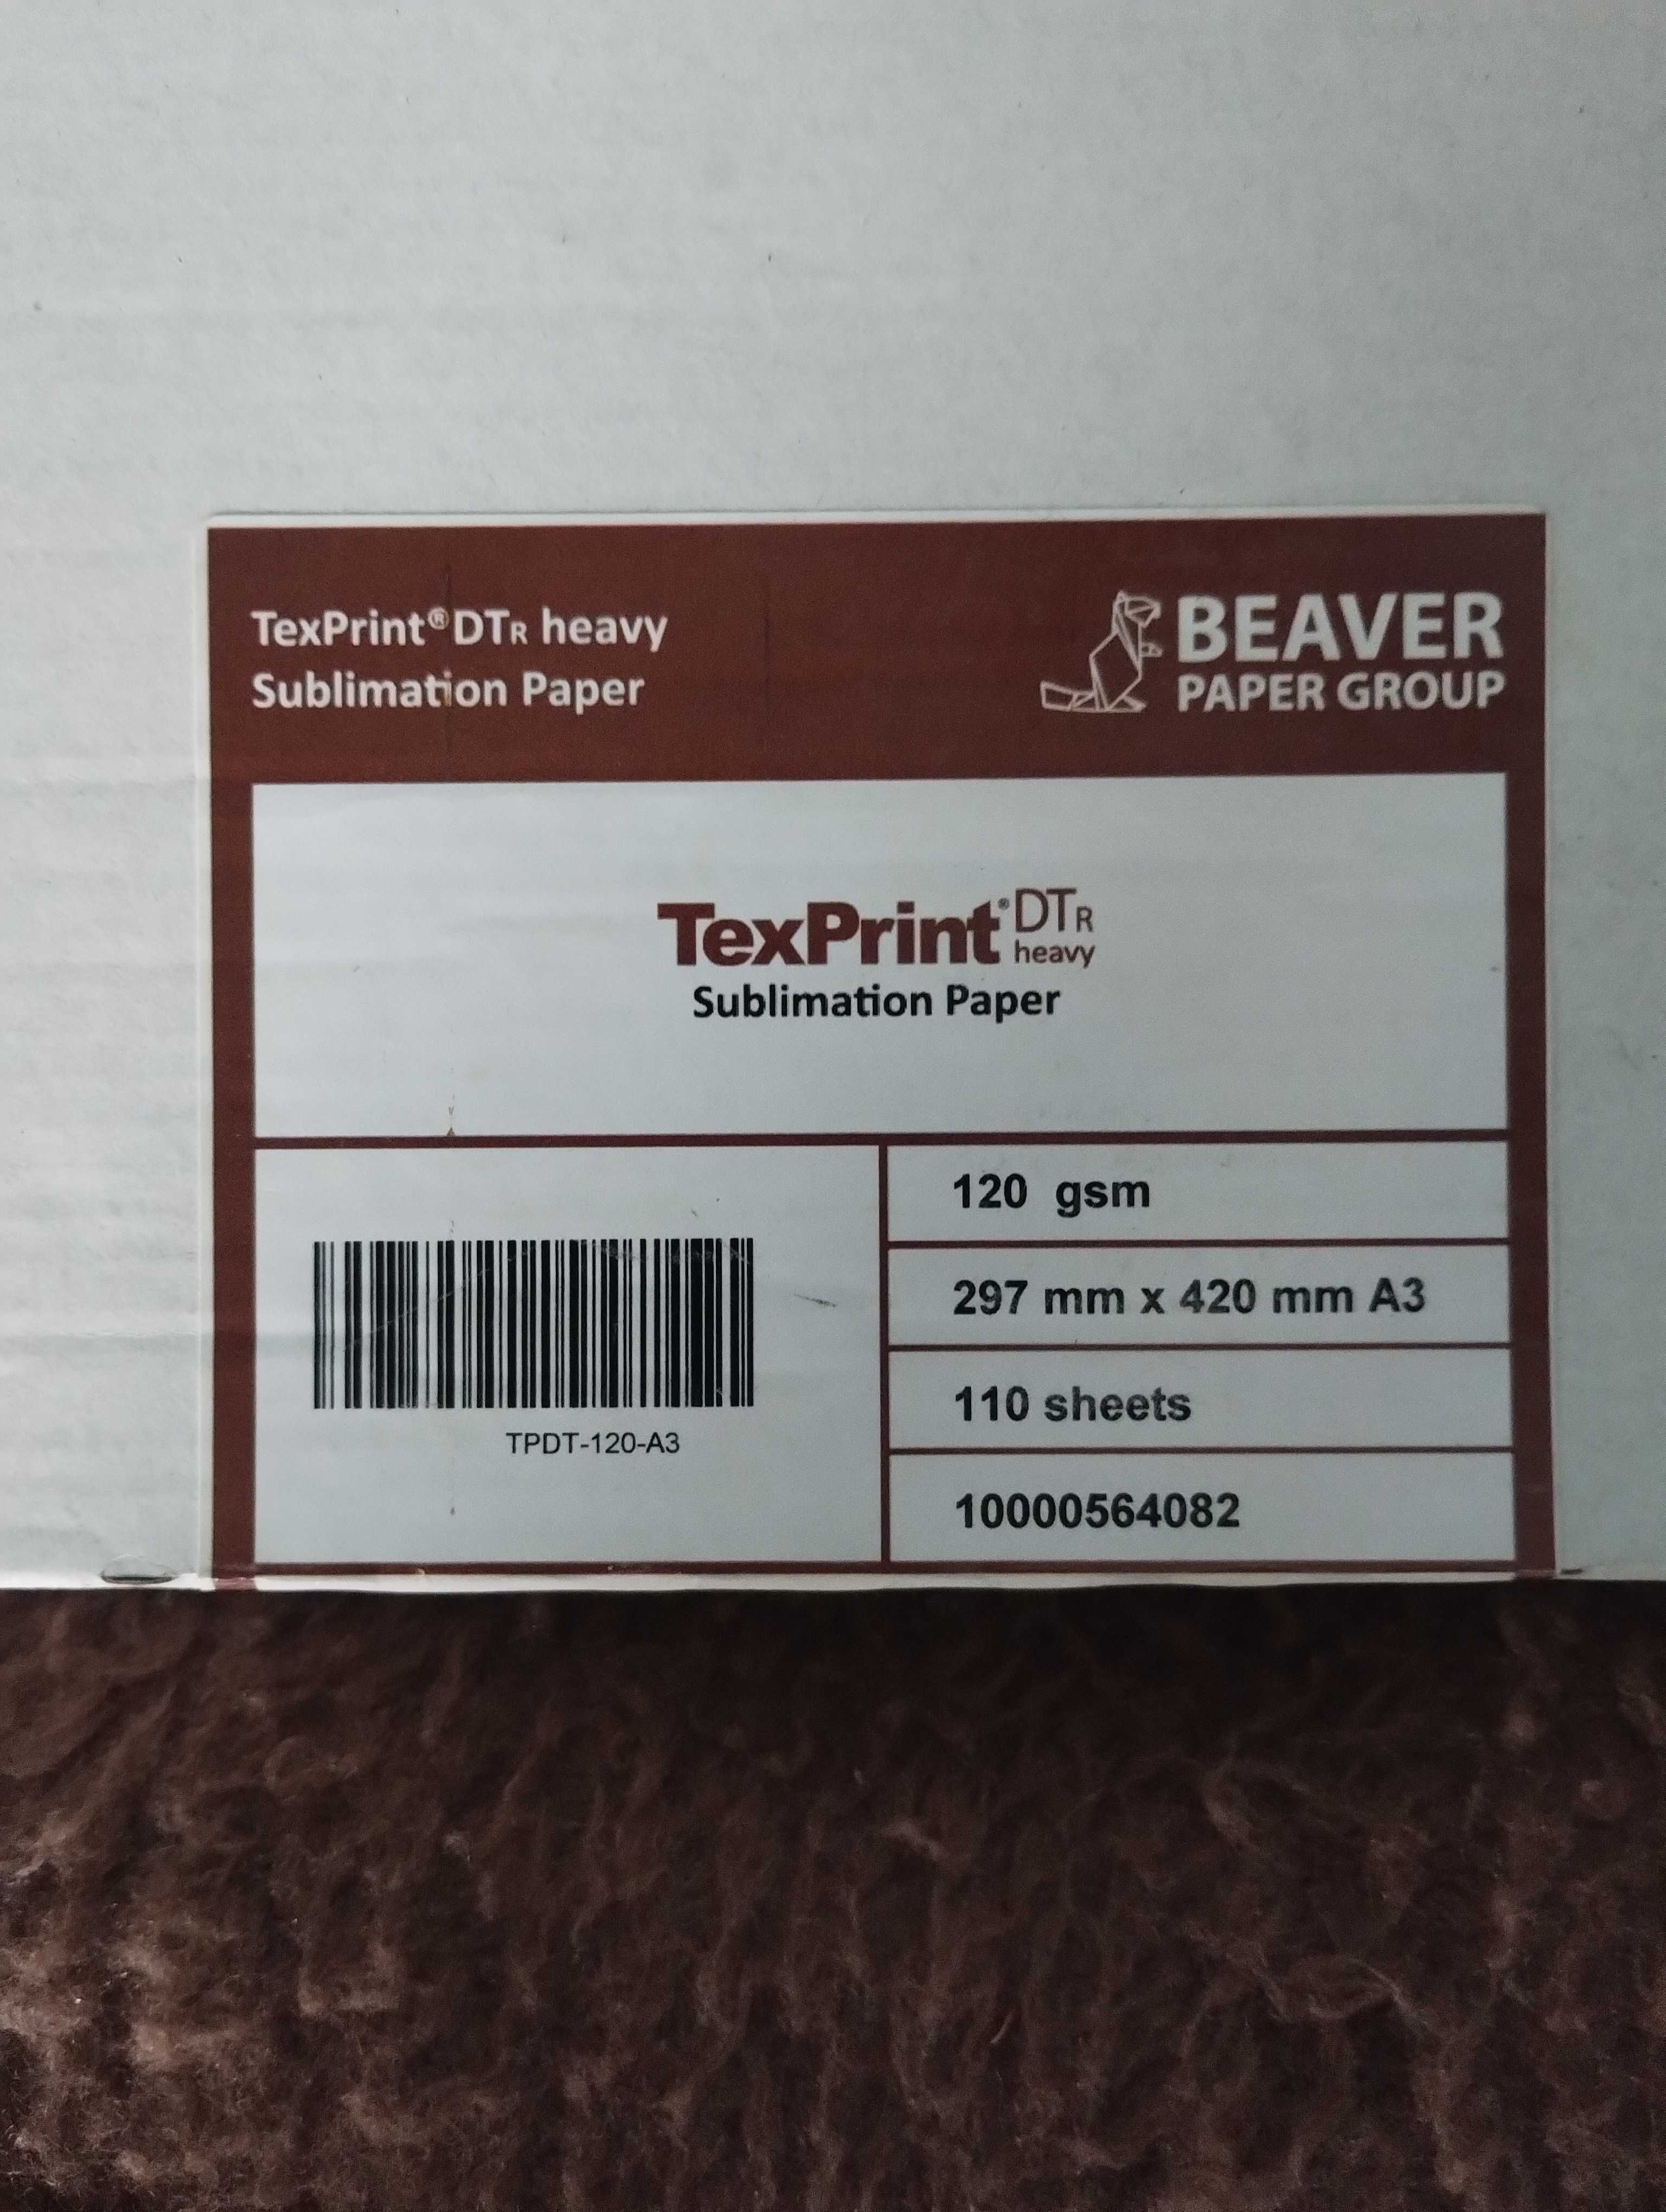 TexPrint®DTR heavy
Sublimation Paper
BEAVER
PAPER GROUP
TexPrint®DTR
heavy
Sublimation Paper
120 gsm
297 mm x 420 mm A3
110 sheets
10000564082
TPDT-120-A3